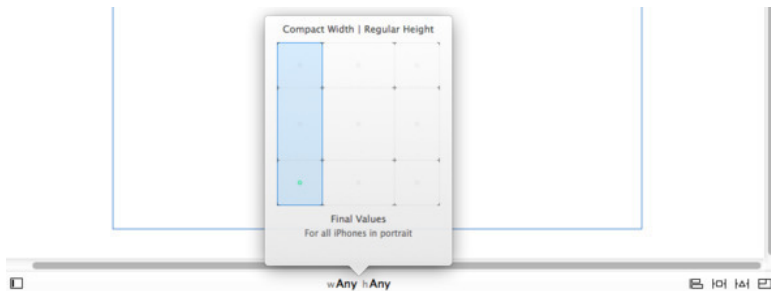 Compact Width | Regular Height
Final Values
For all iPhones in portrait
wAny hAny